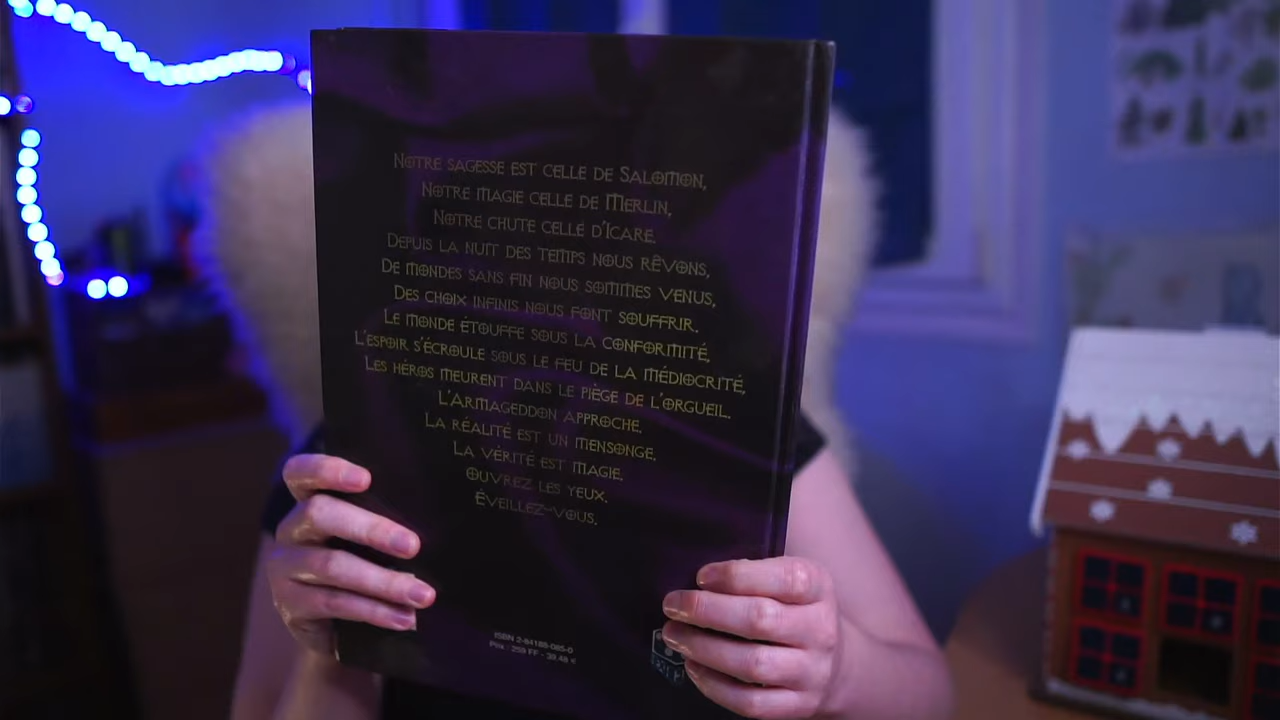 Notre sagesse est celle de Salomon,
Notre magie celle de Merlin,
Notre chute celle d'Icare.
Depuis la nuit des temps nous rêvons,
De mondes sans fin nous sommes venus,
Des choix infinis nous font souffrir.
Le monde étouffe sous la conformité,
L'espoir s'écroule sous le feu de la médiocrité,
Les héros meurent dans le piège de l'orgueil.
L'Armageddon approche.
La réalité est un mensonge.
La vérité est magie.
Ouvrez les yeux.
Éveillez-vous.
ISBN 2-84185-085-0
Prix : 259 FF - 39,48 €